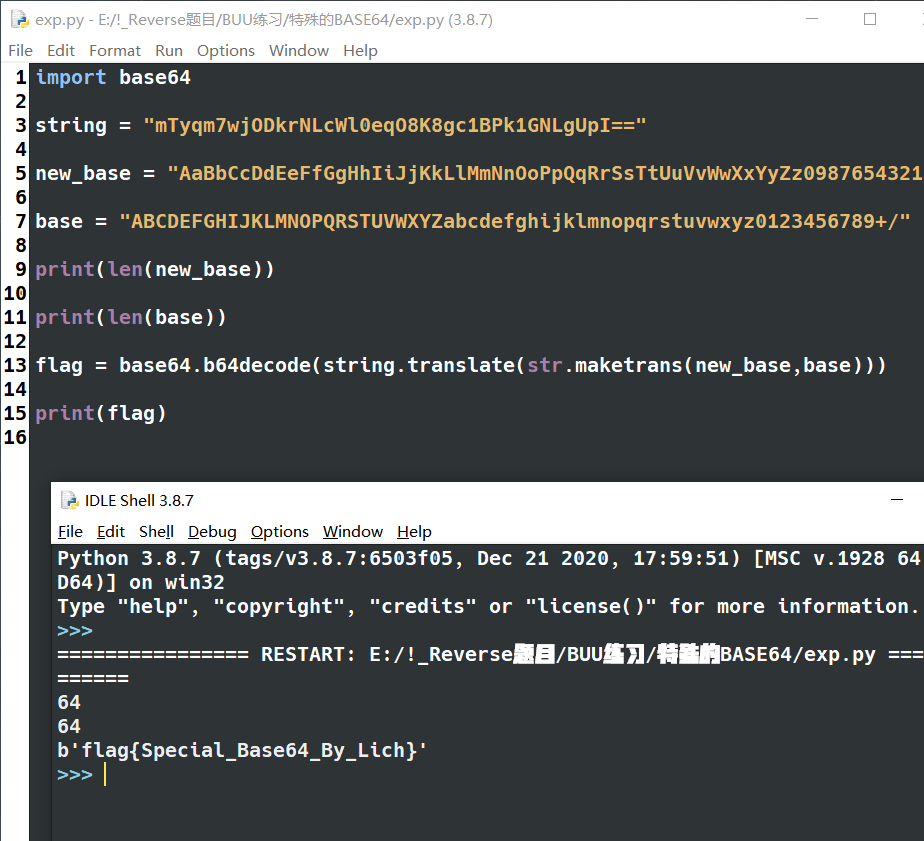 exp.py - E:/!_Reverse题目/BUU练习/特殊的BASE64/exp.py (3.8.7)
File Edit Format Run Options Window Help
1 import base64
2
3 string = "mTyqm7wjODkrNLcWl0eqO8K8gc1BPk1GNLgUpI=="
4
5 new_base = "AaBbCcDdEeFfGgHhIiJjKkLlMmNnOoPpQqRrSsTtUuVvWwXxYyZz0987654321
6
7 base = "ABCDEFGHIJKLMNOPQRSTUVWXYZabcdefghijklmnopqrstuvwxyz0123456789+/"
8
9 print(len(new_base))
10
11 print(len(base))
12
13 flag = base64.b64decode(string.translate(str.maketrans(new_base,base)))
14
15 print(flag)
16
IDLE Shell 3.8.7
File Edit Shell Debug Options Window Help
Python 3.8.7 (tags/v3.8.7:6503f05, Dec 21 2020, 17:59:51) [MSC v.1928 64
D64)] on win32
Type "help", "copyright", "credits" or "license()" for more information.
>>>
================ RESTART: E:/!_Reverse题目/BUU练习/特殊的BASE64/exp.py ===
======
64
64
b'flag{Special_Base64_By_Lich}'
>>>